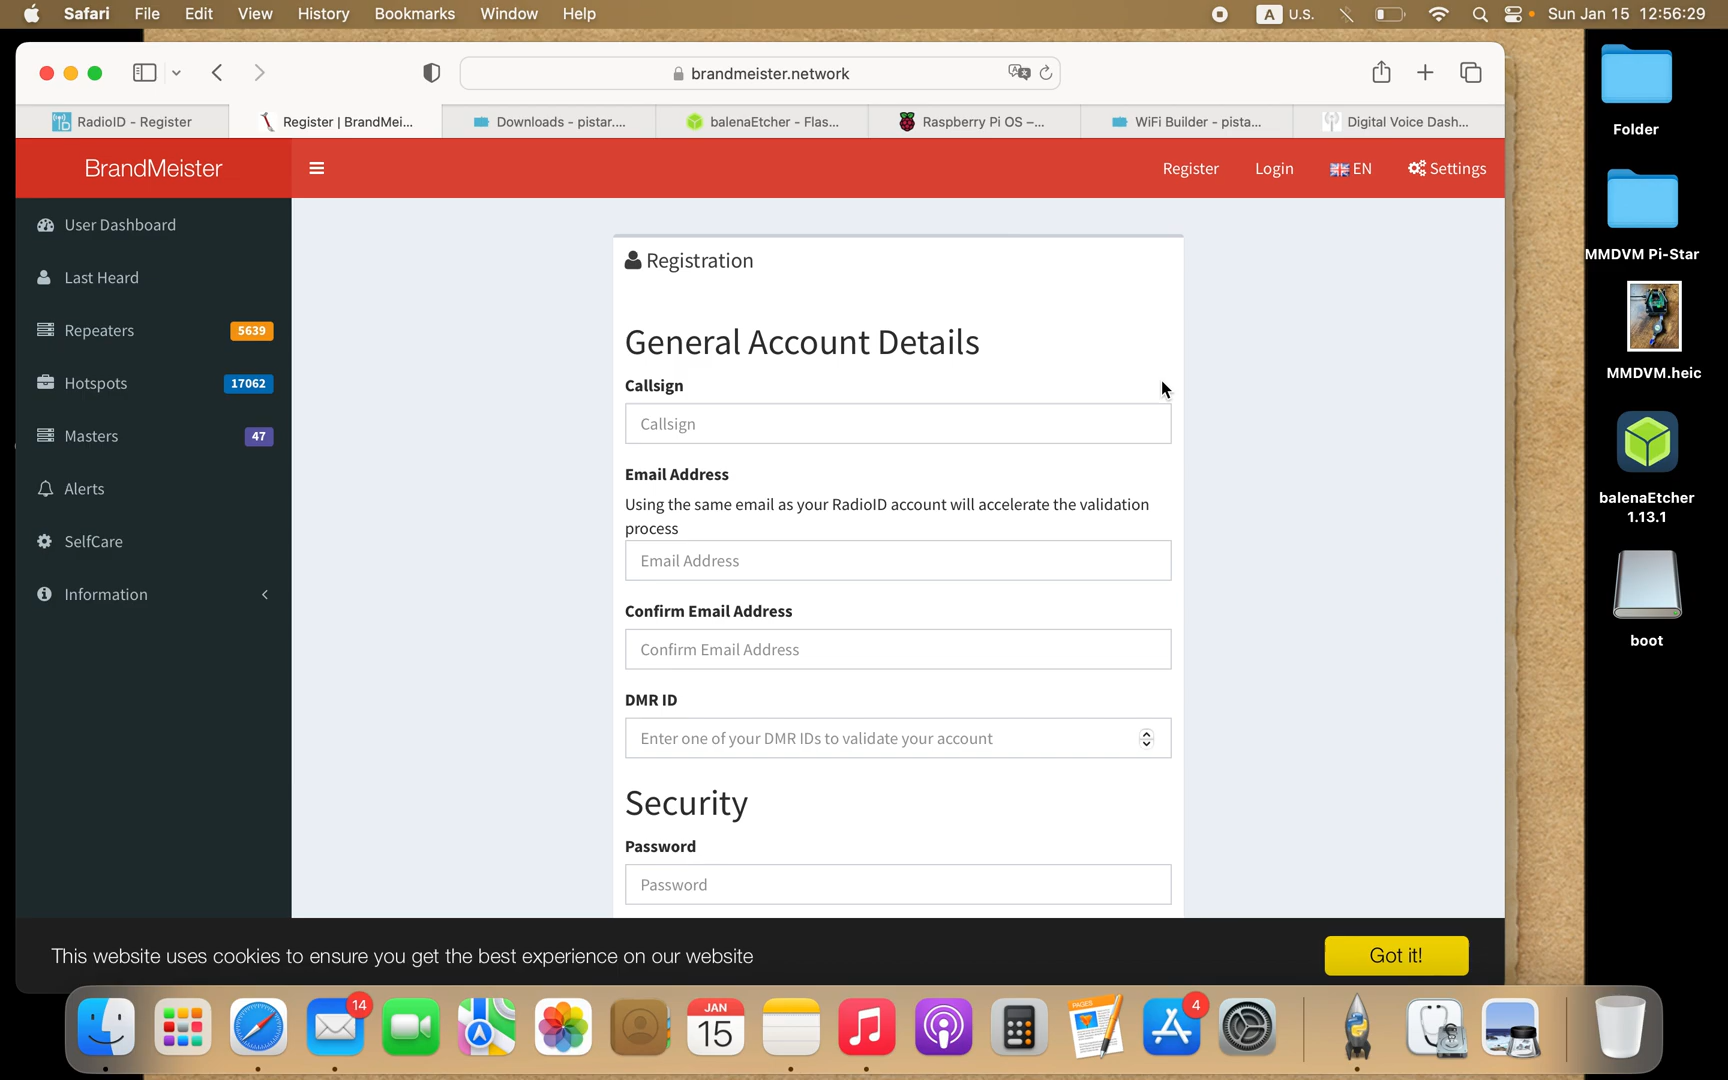 Safari File Edit View History Bookmarks Window Help A U.S. Sun Jan 15 12:56:29
brandmeister.network
RadioID - Register
Register | BrandMei...
Downloads - pistar....
balenaEtcher - Flas...
Raspberry Pi OS –...
WiFi Builder - pista...
Digital Voice Dash...
BrandMeister
Register Login EN Settings
User Dashboard
Last Heard
Repeaters 5639
Hotspots 17062
Masters 47
Alerts
SelfCare
Information
Registration
General Account Details
Callsign
Callsign
Email Address
Using the same email as your RadioID account will accelerate the validation
process
Email Address
Confirm Email Address
Confirm Email Address
DMR ID
Enter one of your DMR IDs to validate your account
Security
Password
Password
This website uses cookies to ensure you get the best experience on our website
Got it!
Folder
MMDVM Pi-Star
MMDVM.heic
balenaEtcher
1.13.1
boot
14
JAN
15
PAGES
4